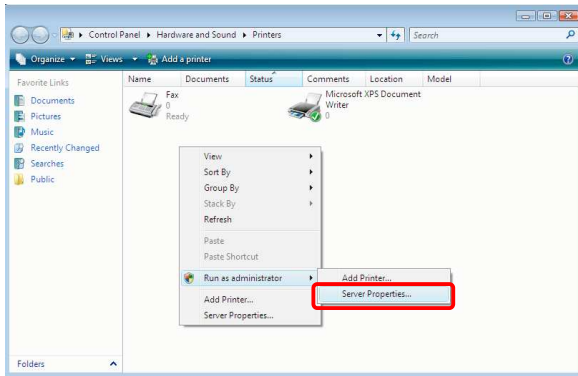 Control Panel ▸ Hardware and Sound ▸ Printers
Search
Organize
Views
Add a printer
Favorite Links
Documents
Pictures
Music
Recently Changed
Searches
Public
Folders
Name Documents Status Comments Location Model
Fax
0
Ready
Microsoft XPS Document
Writer
0
View
Sort By
Group By
Stack By
Refresh
Paste
Paste Shortcut
Run as administrator
Add Printer...
Server Properties...
Add Printer...
Server Properties...